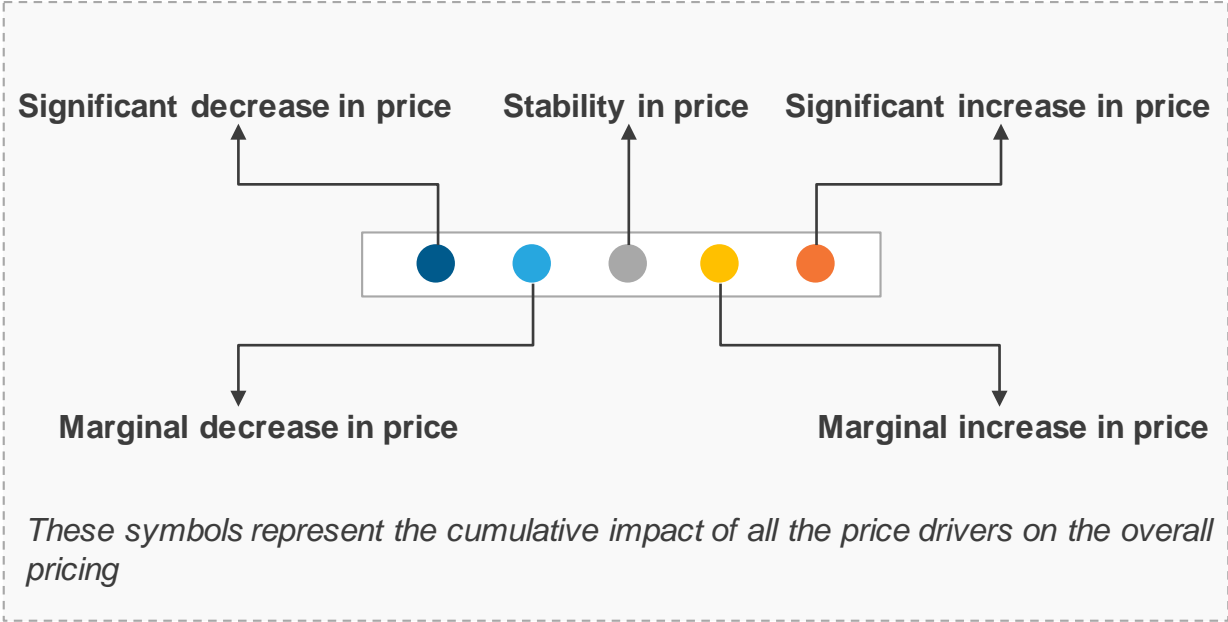 Significant decrease in price
Stability in price
Significant increase in price
Marginal decrease in price
Marginal increase in price
These symbols represent the cumulative impact of all the price drivers on the overall
pricing